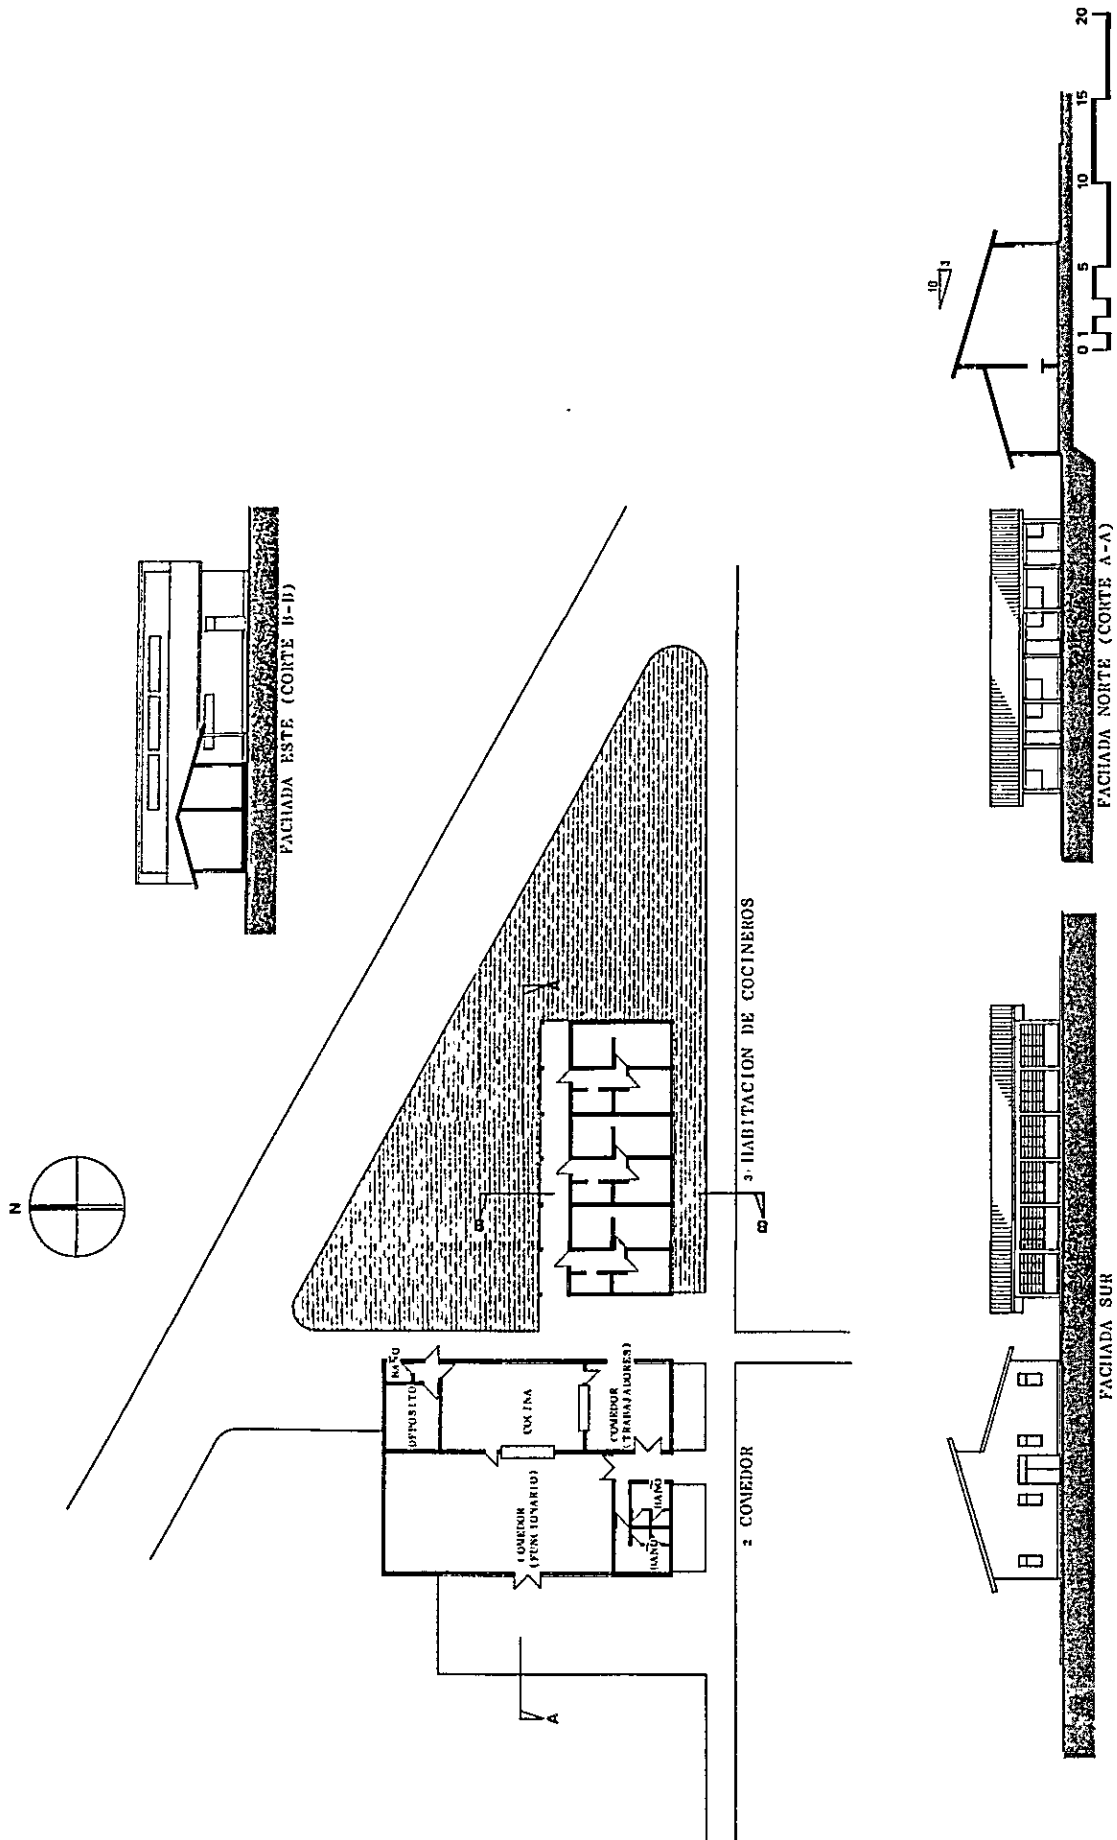 N
FACHADA ESTE (CORTE B-B)
DEPOSITO
BAÑO
COCINA
COMEDOR
(FUNCIONARIO)
COMEDOR
(TRABAJADORES)
BAÑO
BAÑO
A
A
B
B
2 COMEDOR
3· HABITACION DE COCINEROS
FACHADA SUR
FACHADA NORTE (CORTE A-A)
10
3
0 1 5 10 15 20